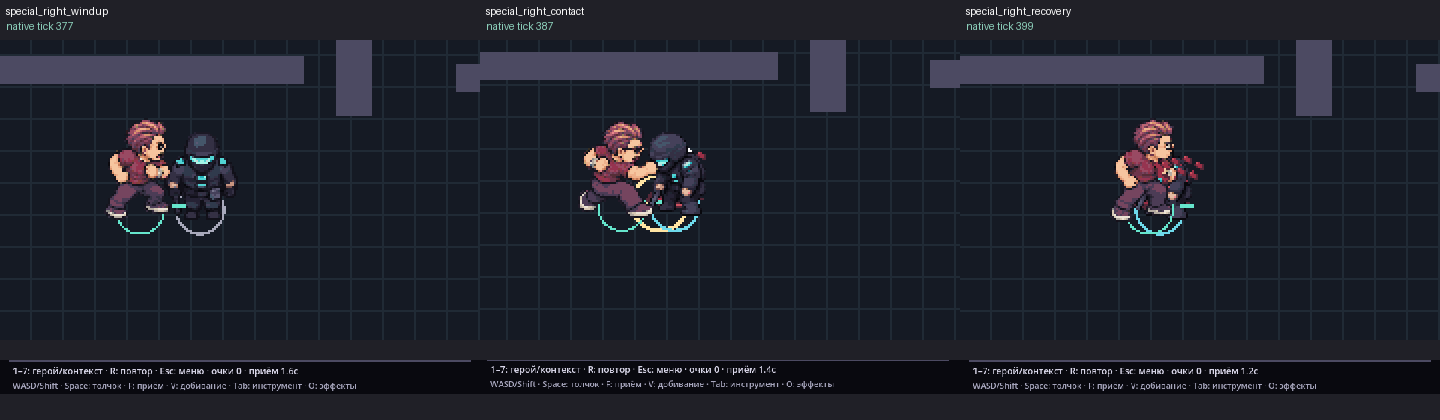 special_right_windup
native tick 377
special_right_contact
native tick 387
special_right_recovery
native tick 399
1–7: герой/контекст · R: повтор · Esc: меню · очки 0 · приём 1.6с
WASD/Shift · Space: толчок · F: приём · V: добивание · Tab: инструмент · O: эффекты
1–7: герой/контекст · R: повтор · Esc: меню · очки 0 · приём 1.4с
WASD/Shift · Space: толчок · F: приём · V: добивание · Tab: инструмент · O: эффекты
1–7: герой/контекст · R: повтор · Esc: меню · очки 0 · приём 1.2с
WASD/Shift · Space: толчок · F: приём · V: добивание · Tab: инструмент · O: эффекты